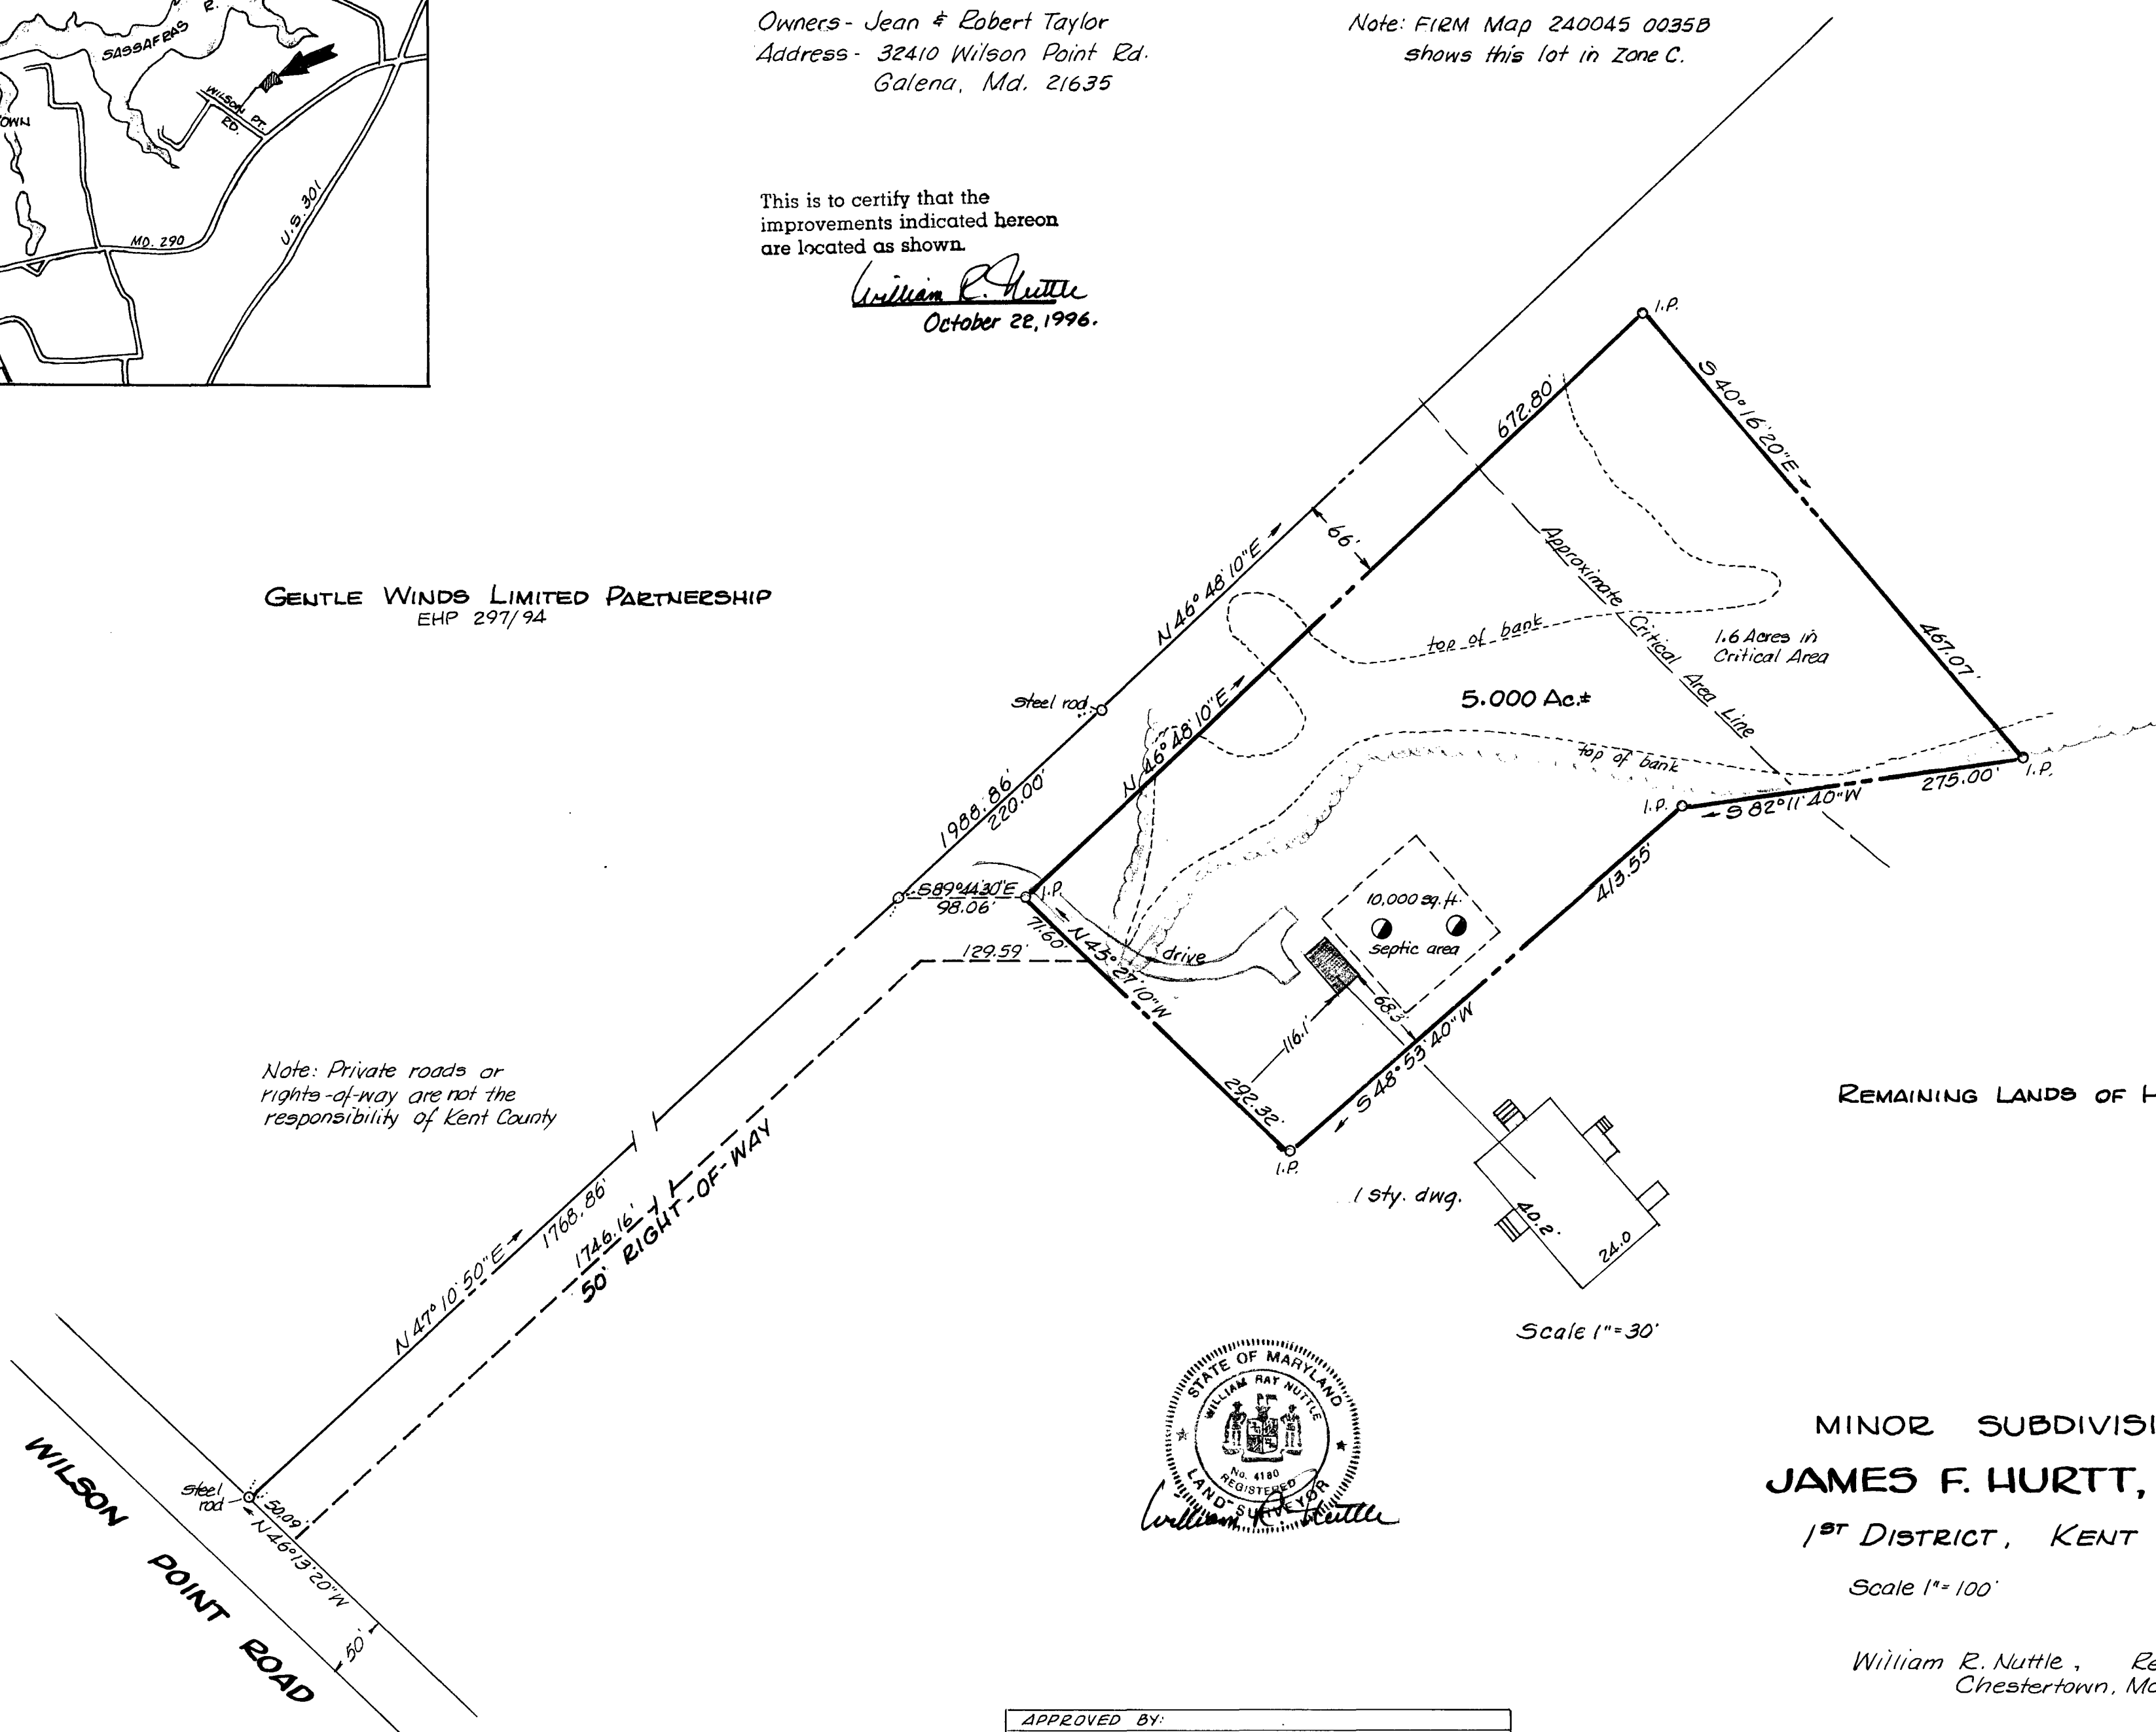 SASSAFRAS R.
WILSON PT.
RD.
OWN
MD. 290
U.S. 301
Owners- Jean & Robert Taylor
Address- 32410 Wilson Point Rd.
Galena, Md. 21635
Note: FIRM Map 240045 0035B
shows this lot in Zone C.
This is to certify that the
improvements indicated hereon
are located as shown.
William R. Nuttle
October 22, 1996.
I.P.
672.80'
S 40° 16' 20" E
66'
N 46° 48' 10" E
Approximate Critical Area Line
GENTLE WINDS LIMITED PARTNERSHIP
EHP 297/94
top of bank
1.6 Acres in
Critical Area
467.07'
5.000 Ac.±
steel rod
N 46° 48' 10" E
top of bank
I.P.
275.00'
S 82° 11' 40" W
I.P.
1988.86'
220.00'
413.55'
S 89° 44' 30" E
98.06'
I.P.
71.60'
N 45° 27' 10" W
10,000 sq. ft.
septic area
129.59'
drive
68.3'
116.1'
S 48° 53' 40" W
292.32'
I.P.
Note: Private roads or
rights-of-way are not the
responsibility of Kent County
REMAINING LANDS OF H
1768.86'
1746.16'
50' RIGHT-OF-WAY
N 47° 10' 50" E
1 sty. dwg.
40.2'
24.0
Scale 1"=30'
STATE OF MARYLAND
WILLIAM RAY NUTTLE
No. 4180
REGISTERED
LAND SURVEYOR
William R. Nuttle
steel
rod
50.09'
N 46° 13' 20" W
50'
WILSON POINT ROAD
MINOR SUBDIVISI
JAMES F. HURTT,
1ST DISTRICT, KENT
Scale 1"= 100'
William R. Nuttle, Re
Chestertown, Mo
APPROVED BY: